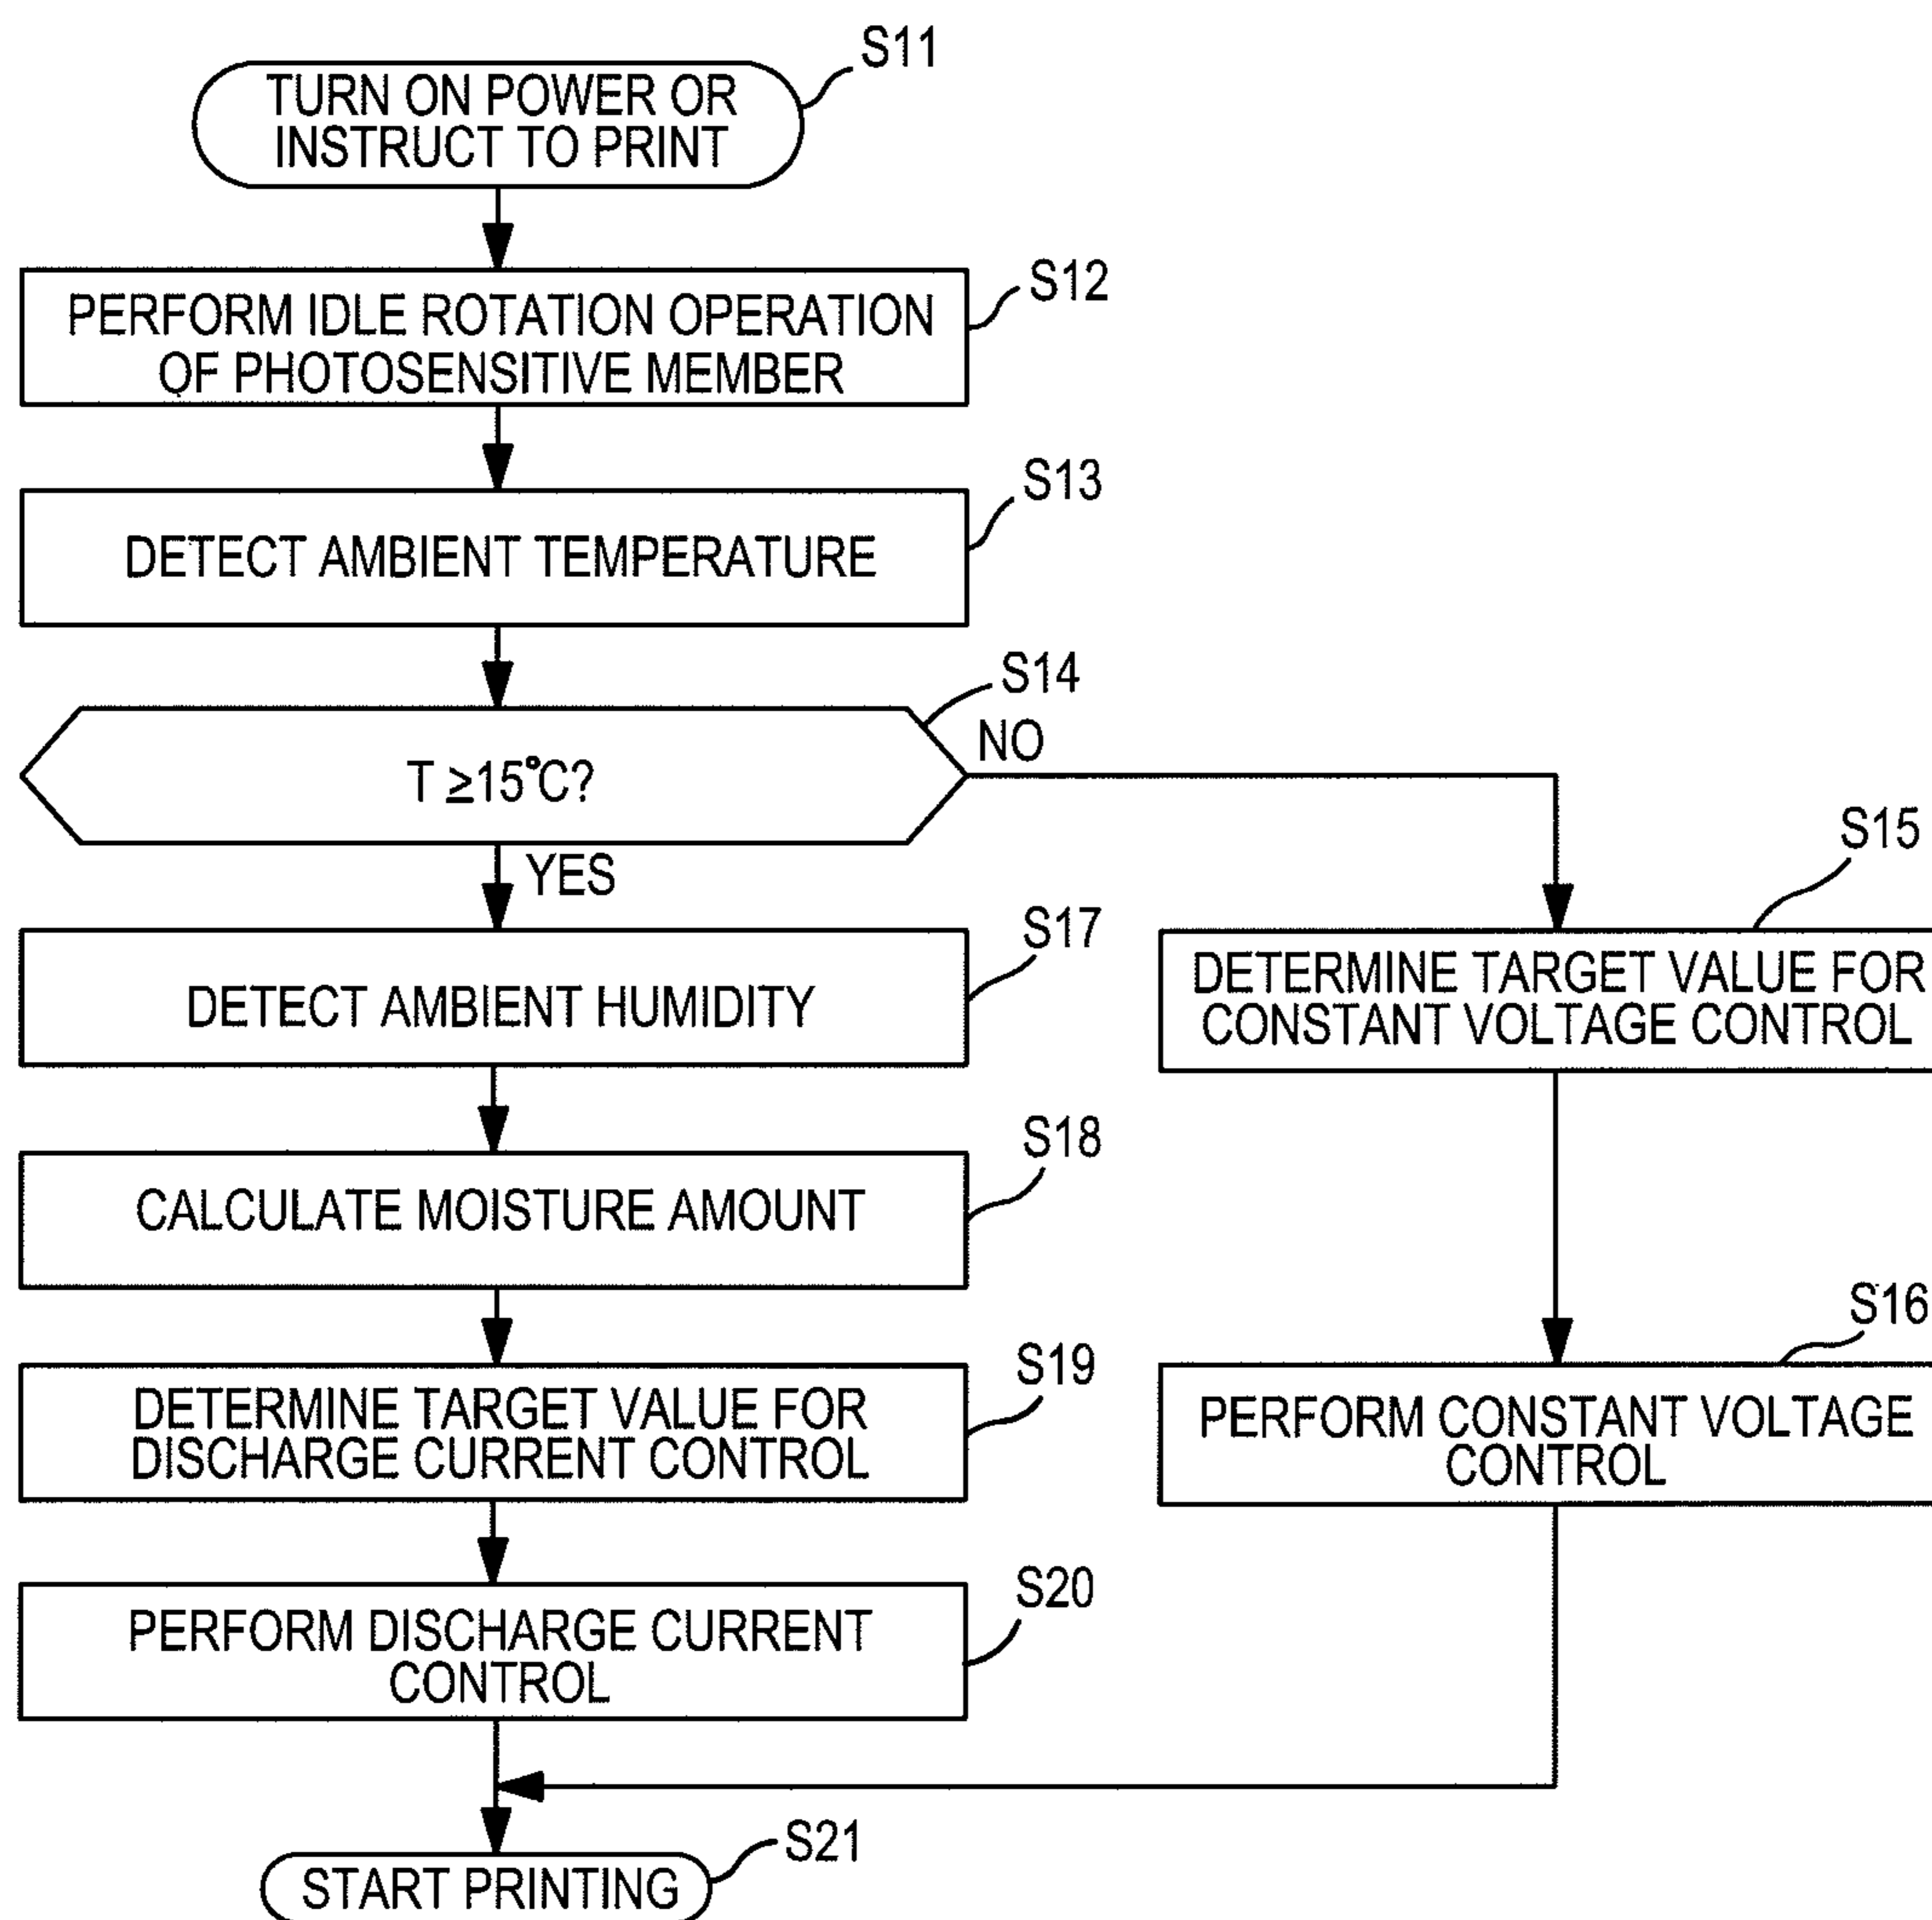 S11
TURN ON POWER OR
INSTRUCT TO PRINT
S12
PERFORM IDLE ROTATION OPERATION
OF PHOTOSENSITIVE MEMBER
S13
DETECT AMBIENT TEMPERATURE
S14
T ≥15°C?
NO
YES
S15
DETERMINE TARGET VALUE FOR
CONSTANT VOLTAGE CONTROL
S16
PERFORM CONSTANT VOLTAGE
CONTROL
S17
DETECT AMBIENT HUMIDITY
S18
CALCULATE MOISTURE AMOUNT
S19
DETERMINE TARGET VALUE FOR
DISCHARGE CURRENT CONTROL
S20
PERFORM DISCHARGE CURRENT
CONTROL
S21
START PRINTING